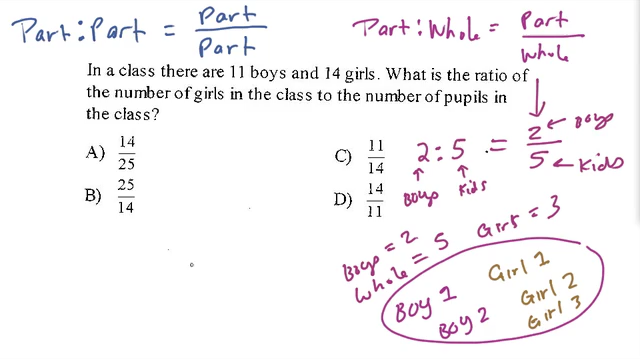 Part : Part = Part / Part
Part : Whole = Part / Whole
In a class there are 11 boys and 14 girls. What is the ratio of
the number of girls in the class to the number of pupils in
the class?
A) 14/25
B) 25/14
C) 11/14
D) 14/11
2 : 5 = 2/5
Boys
Kids
Boys
Kids
Boys = 2
Whole = 5
Girls = 3
Boy 1
Boy 2
Girl 1
Girl 2
Girl 3